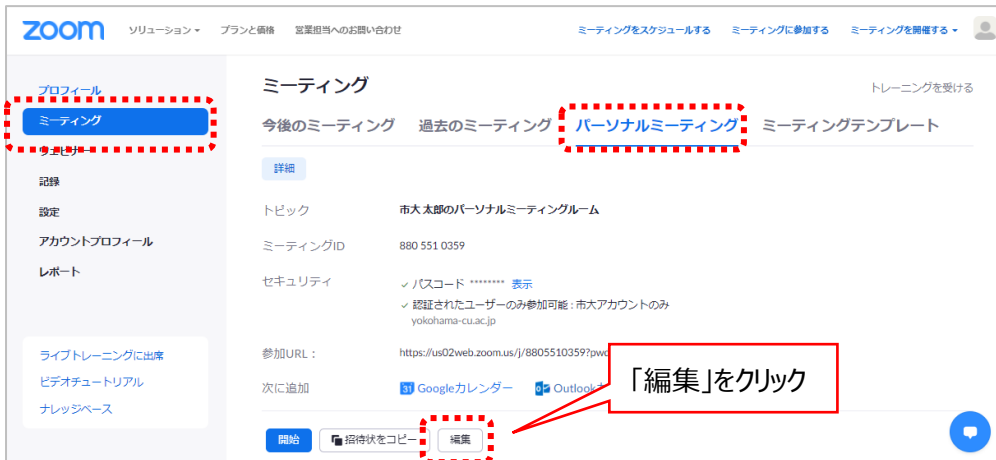 zoom ソリューション プランと価格 営業担当へのお問い合わせ ミーティングをスケジュールする ミーティングに参加する ミーティングを開催する
プロフィール
ミーティング
ウェビナー
記録
設定
アカウントプロフィール
レポート
ライブトレーニングに出席
ビデオチュートリアル
ナレッジベース
ミーティング トレーニングを受ける
今後のミーティング 過去のミーティング パーソナルミーティング ミーティングテンプレート
詳細
トピック 市大 太郎のパーソナルミーティングルーム
ミーティングID 880 551 0359
セキュリティ ✓ パスコード ******** 表示
✓ 認証されたユーザーのみ参加可能 : 市大アカウントのみ
yokohama-cu.ac.jp
参加URL : https://us02web.zoom.us/j/8805510359?pwd
次に追加 31 Googleカレンダー Outlook
開始 招待状をコピー 編集
「編集」をクリック